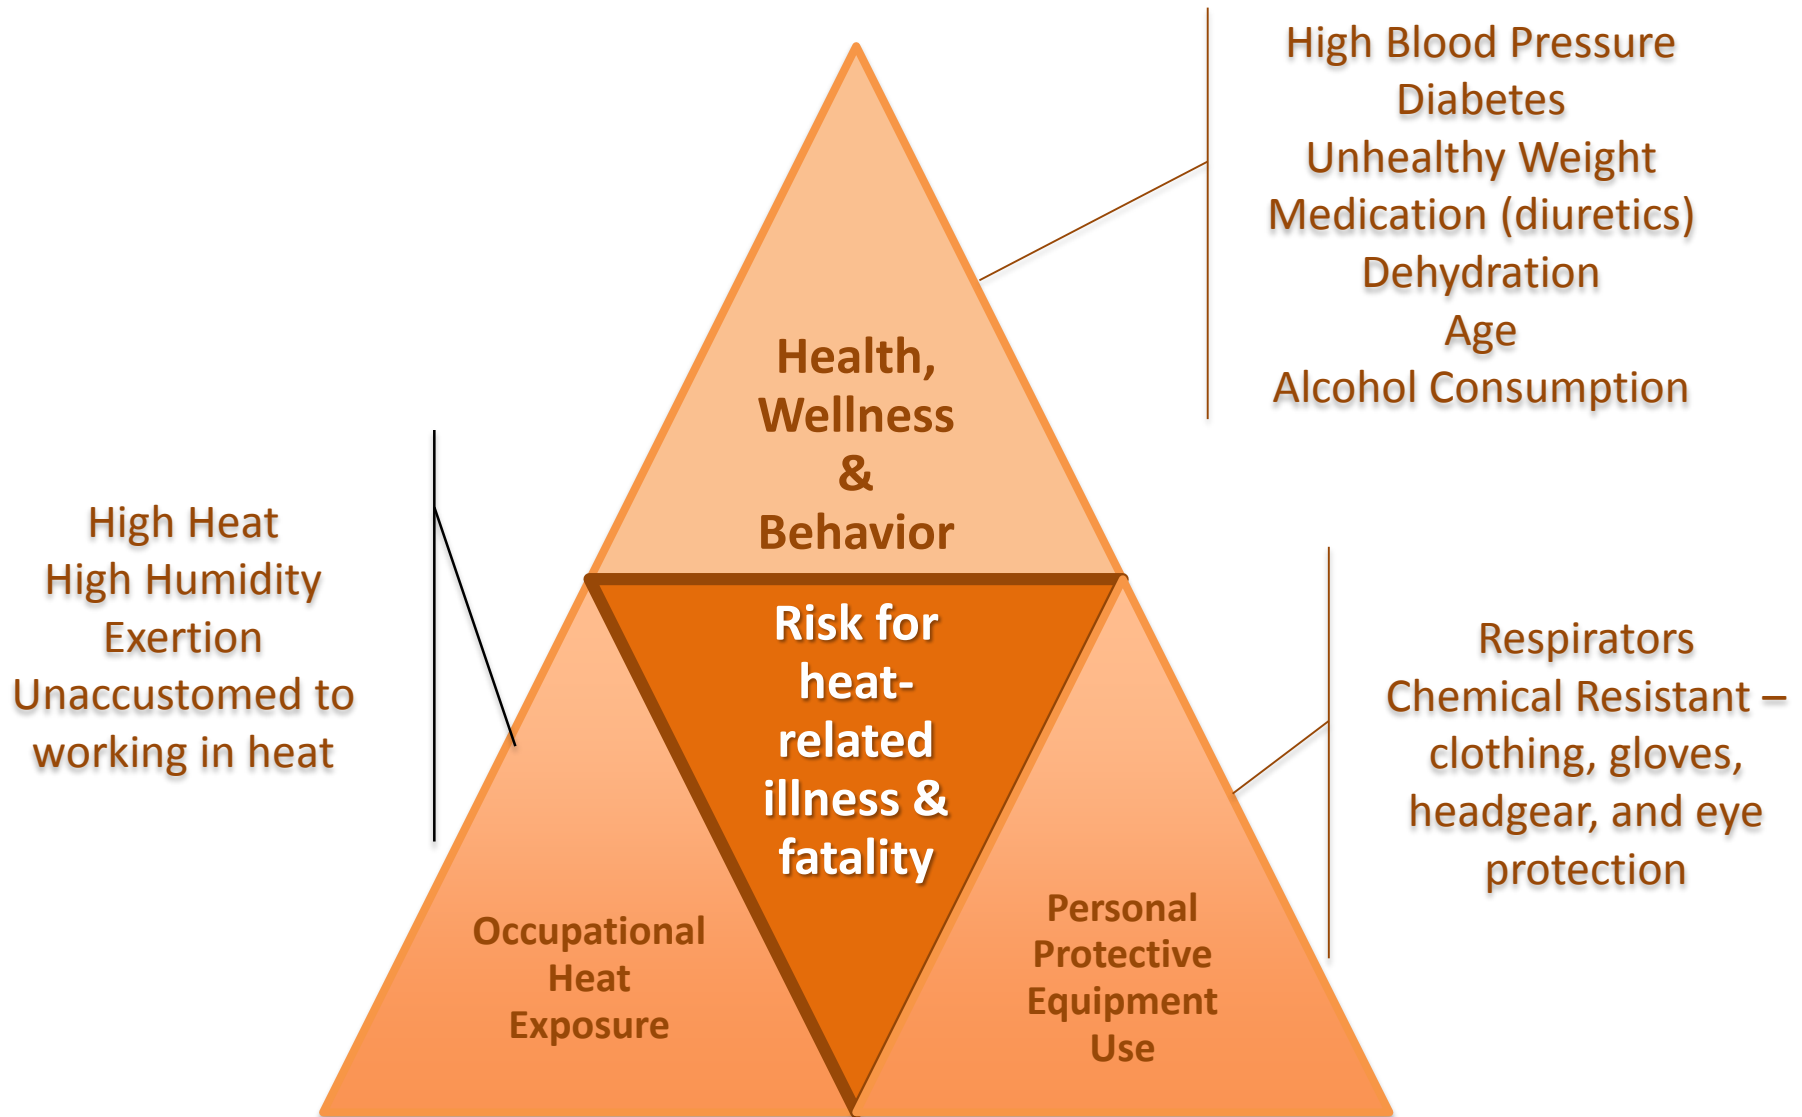 High Blood Pressure
Diabetes
Unhealthy Weight
Medication (diuretics)
Dehydration
Age
Alcohol Consumption
Health,
Wellness
&
Behavior
High Heat
High Humidity
Exertion
Unaccustomed to
working in heat
Risk for
heat-
related
illness &
fatality
Respirators
Chemical Resistant –
clothing, gloves,
headgear, and eye
protection
Occupational
Heat
Exposure
Personal
Protective
Equipment
Use